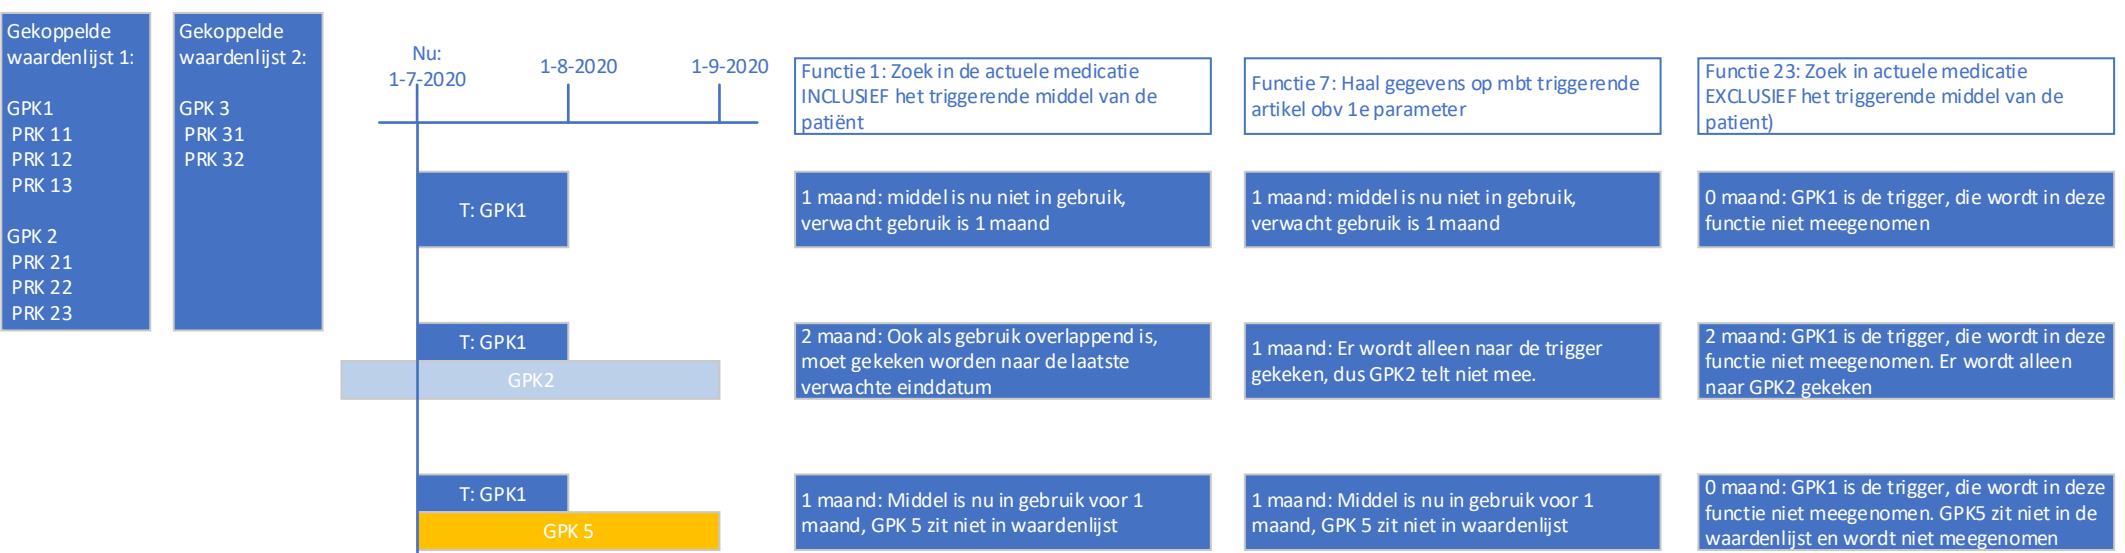 Gekoppelde
waardenlijst 1:
GPK1
PRK 11
PRK 12
PRK 13
GPK 2
PRK 21
PRK 22
PRK 23
Gekoppelde
waardenlijst 2:
GPK 3
PRK 31
PRK 32
Nu:
1-7-2020
1-8-2020
1-9-2020
Functie 1: Zoek in de actuele medicatie
INCLUSIEF het triggerende middel van de
patiënt
Functie 7: Haal gegevens op mbt triggerende
artikel obv 1e parameter
Functie 23: Zoek in actuele medicatie
EXCLUSIEF het triggerende middel van de
patient)
T: GPK1
1 maand: middel is nu niet in gebruik,
verwacht gebruik is 1 maand
1 maand: middel is nu niet in gebruik,
verwacht gebruik is 1 maand
0 maand: GPK1 is de trigger, die wordt in deze
functie niet meegenomen
T: GPK1
GPK2
2 maand: Ook als gebruik overlappend is,
moet gekeken worden naar de laatste
verwachte einddatum
1 maand: Er wordt alleen naar de trigger
gekeken, dus GPK2 telt niet mee.
2 maand: GPK1 is de trigger, die wordt in deze
functie niet meegenomen. Er wordt alleen
naar GPK2 gekeken
T: GPK1
GPK 5
1 maand: Middel is nu in gebruik voor 1
maand, GPK 5 zit niet in waardenlijst
1 maand: Middel is nu in gebruik voor 1
maand, GPK 5 zit niet in waardenlijst
0 maand: GPK1 is de trigger, die wordt in deze
functie niet meegenomen. GPK5 zit niet in de
waardenlijst en wordt niet meegenomen